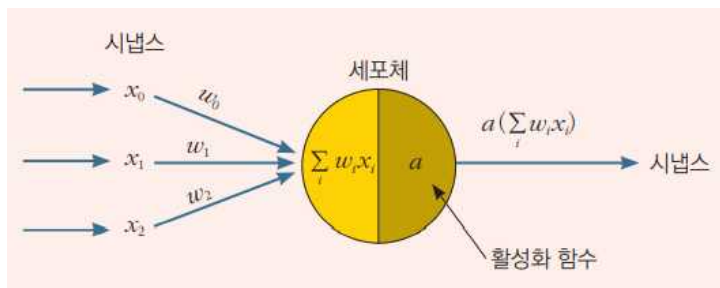 시냅스
세포체
x₀
w₀
a(∑ᵢ wᵢxᵢ)
x₁
w₁
∑ᵢ wᵢxᵢ
a
시냅스
w₂
x₂
활성화 함수